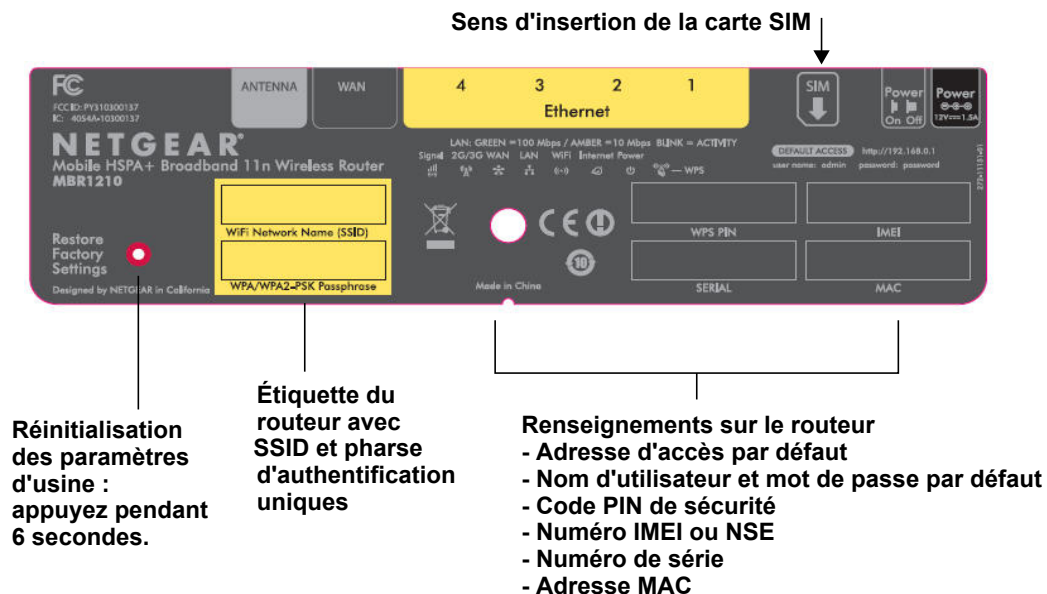 Sens d'insertion de la carte SIM
FC
FCC ID: PY310300137
IC: 4054A-10300137
ANTENNA
WAN
4 3 2 1
Ethernet
SIM
Power
On Off
Power
12V 1.5A
NETGEAR®
Mobile HSPA+ Broadband 11n Wireless Router
MBR1210
LAN: GREEN =100 Mbps / AMBER =10 Mbps BLINK = ACTIVITY
Signal 2G/3G WAN LAN WiFi Internet Power
— WPS
DEFAULT ACCESS http://192.168.0.1
user name: admin password: password
272-11131-01
WiFi Network Name (SSID)
WPA/WPA2-PSK Passphrase
Restore
Factory
Settings
Designed by NETGEAR in California
CE
10
Made in China
WPS PIN
IMEI
SERIAL
MAC
Réinitialisation
des paramètres
d'usine :
appuyez pendant
6 secondes.
Étiquette du
routeur avec
SSID et pharse
d'authentification
uniques
Renseignements sur le routeur
- Adresse d'accès par défaut
- Nom d'utilisateur et mot de passe par défaut
- Code PIN de sécurité
- Numéro IMEI ou NSE
- Numéro de série
- Adresse MAC